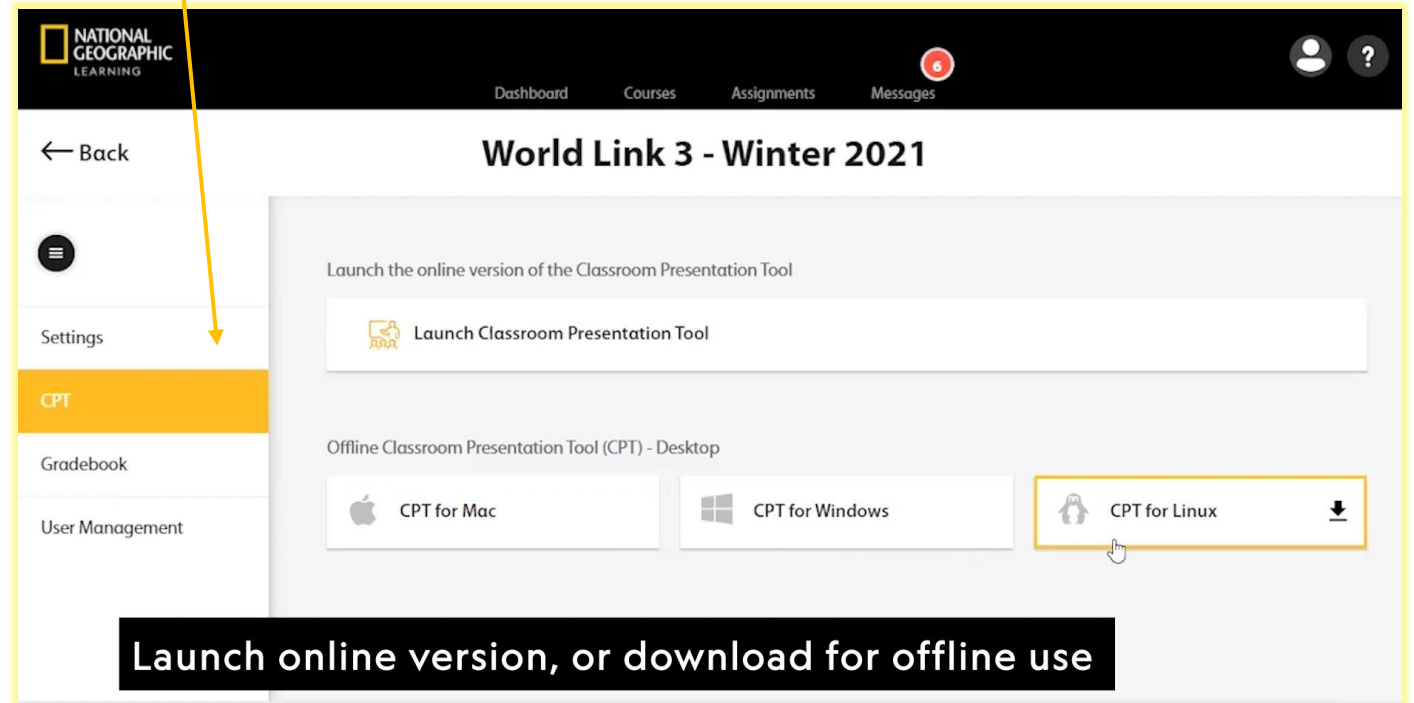 NATIONAL
GEOGRAPHIC
LEARNING
6
?
Dashboard Courses Assignments Messages
← Back
World Link 3 - Winter 2021
Launch the online version of the Classroom Presentation Tool
Settings
Launch Classroom Presentation Tool
CPT
Offline Classroom Presentation Tool (CPT) - Desktop
Gradebook
CPT for Mac CPT for Windows CPT for Linux
User Management
Launch online version, or download for offline use